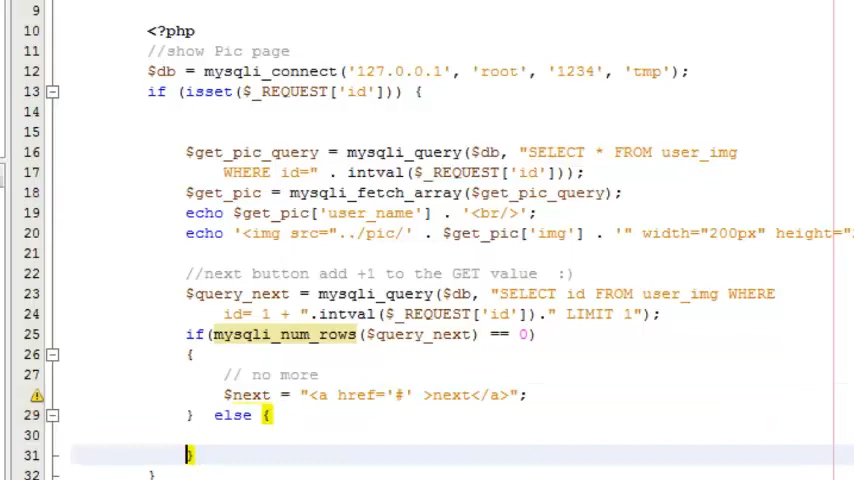 9
10 <?php
11 //show Pic page
12 $db = mysqli_connect('127.0.0.1', 'root', '1234', 'tmp');
13 if (isset($_REQUEST['id'])) {
14
15
16 $get_pic_query = mysqli_query($db, "SELECT * FROM user_img
17 WHERE id=" . intval($_REQUEST['id']));
18 $get_pic = mysqli_fetch_array($get_pic_query);
19 echo $get_pic['user_name'] . '<br/>';
20 echo '<img src="../pic/' . $get_pic['img'] . '" width="200px" height="
21
22 //next button add +1 to the GET value  :)
23 $query_next = mysqli_query($db, "SELECT id FROM user_img WHERE
24 id= 1 + ".intval($_REQUEST['id'])." LIMIT 1");
25 if(mysqli_num_rows($query_next) == 0)
26 {
27 // no more
$next = "<a href='#' >next</a>";
29 }  else {
30
31 }
32 }